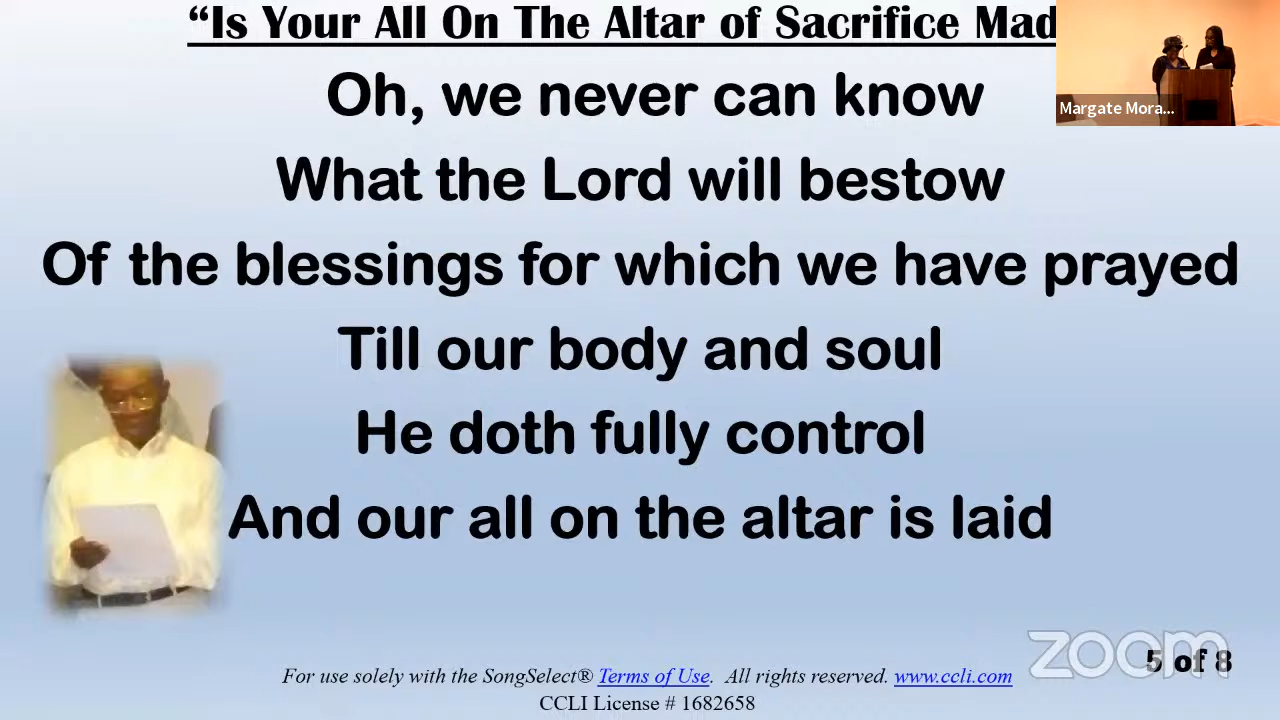 “Is Your All On The Altar of Sacrifice Mad
Margate Mora...
Oh, we never can know
What the Lord will bestow
Of the blessings for which we have prayed
Till our body and soul
He doth fully control
And our all on the altar is laid
zoom
5 of 8
For use solely with the SongSelect® Terms of Use. All rights reserved. www.ccli.com
CCLI License # 1682658